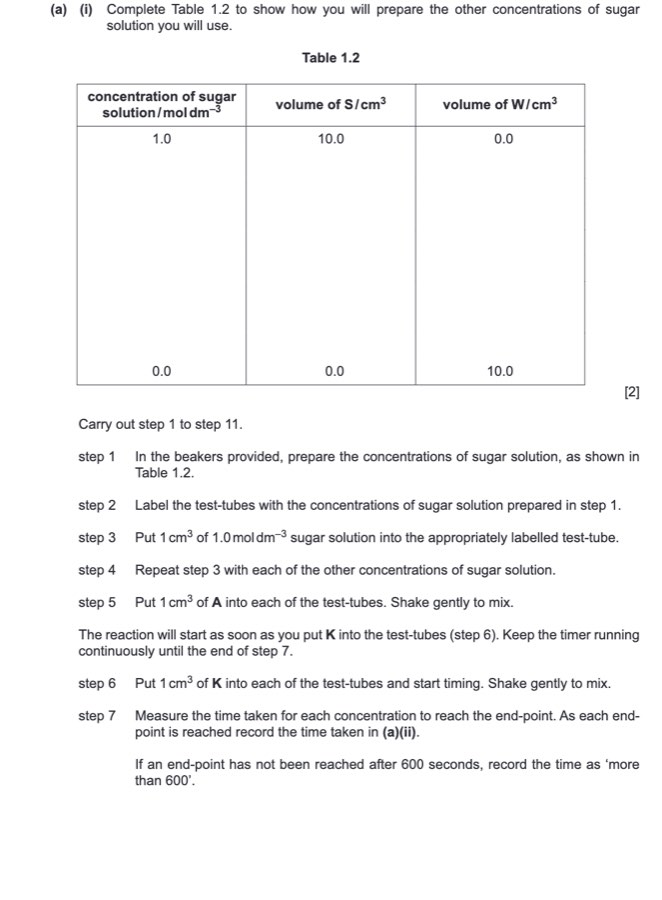 (a) (i) Complete Table 1.2 to show how you will prepare the other concentrations of sugar
solution you will use.
Table 1.2
concentration of sugar
solution/mol dm⁻³
volume of S/cm³
volume of W/cm³
1.0
10.0
0.0
0.0
0.0
10.0
[2]
Carry out step 1 to step 11.
step 1 In the beakers provided, prepare the concentrations of sugar solution, as shown in
Table 1.2.
step 2 Label the test-tubes with the concentrations of sugar solution prepared in step 1.
step 3 Put 1 cm³ of 1.0 mol dm⁻³ sugar solution into the appropriately labelled test-tube.
step 4 Repeat step 3 with each of the other concentrations of sugar solution.
step 5 Put 1 cm³ of A into each of the test-tubes. Shake gently to mix.
The reaction will start as soon as you put K into the test-tubes (step 6). Keep the timer running
continuously until the end of step 7.
step 6 Put 1 cm³ of K into each of the test-tubes and start timing. Shake gently to mix.
step 7 Measure the time taken for each concentration to reach the end-point. As each end-
point is reached record the time taken in (a)(ii).
If an end-point has not been reached after 600 seconds, record the time as ‘more
than 600’.